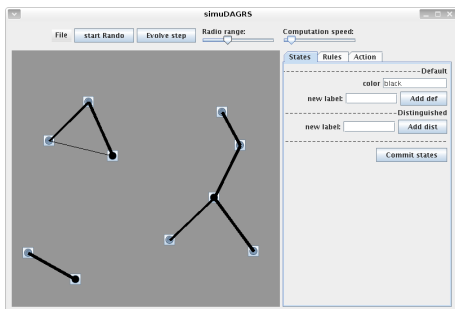 simuDAGRS
File start Rando Evolve step Radio range: Computation speed:
States Rules Action
Default
color black
new label: Add def
Distinguished
new label: Add dist
Commit states